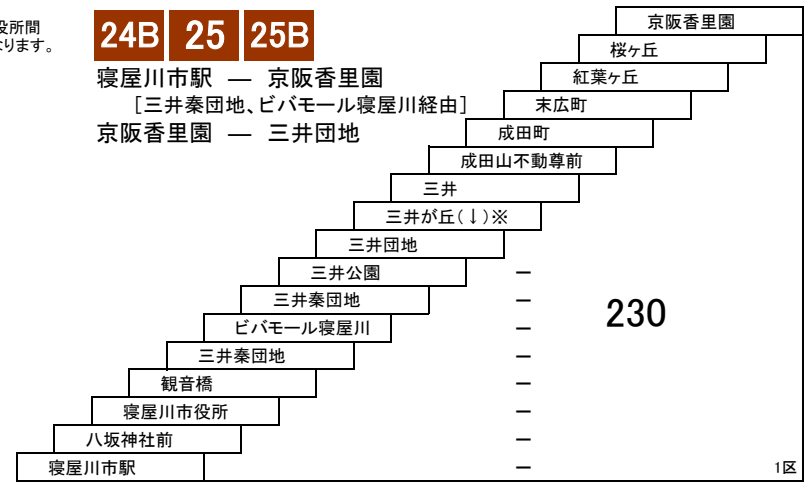 京阪香里園
役所間
なります。
24B 25 25B
桜ヶ丘
寝屋川市駅 ― 京阪香里園
紅葉ヶ丘
[三井秦団地、ビバモール寝屋川経由]
末広町
京阪香里園 ― 三井団地
成田町
成田山不動尊前
三井
三井が丘(↓)※
三井団地
三井公園 －
三井秦団地 －
230
ビバモール寝屋川 －
三井秦団地 －
観音橋 －
寝屋川市役所 －
八坂神社前 －
寝屋川市駅 － 1区